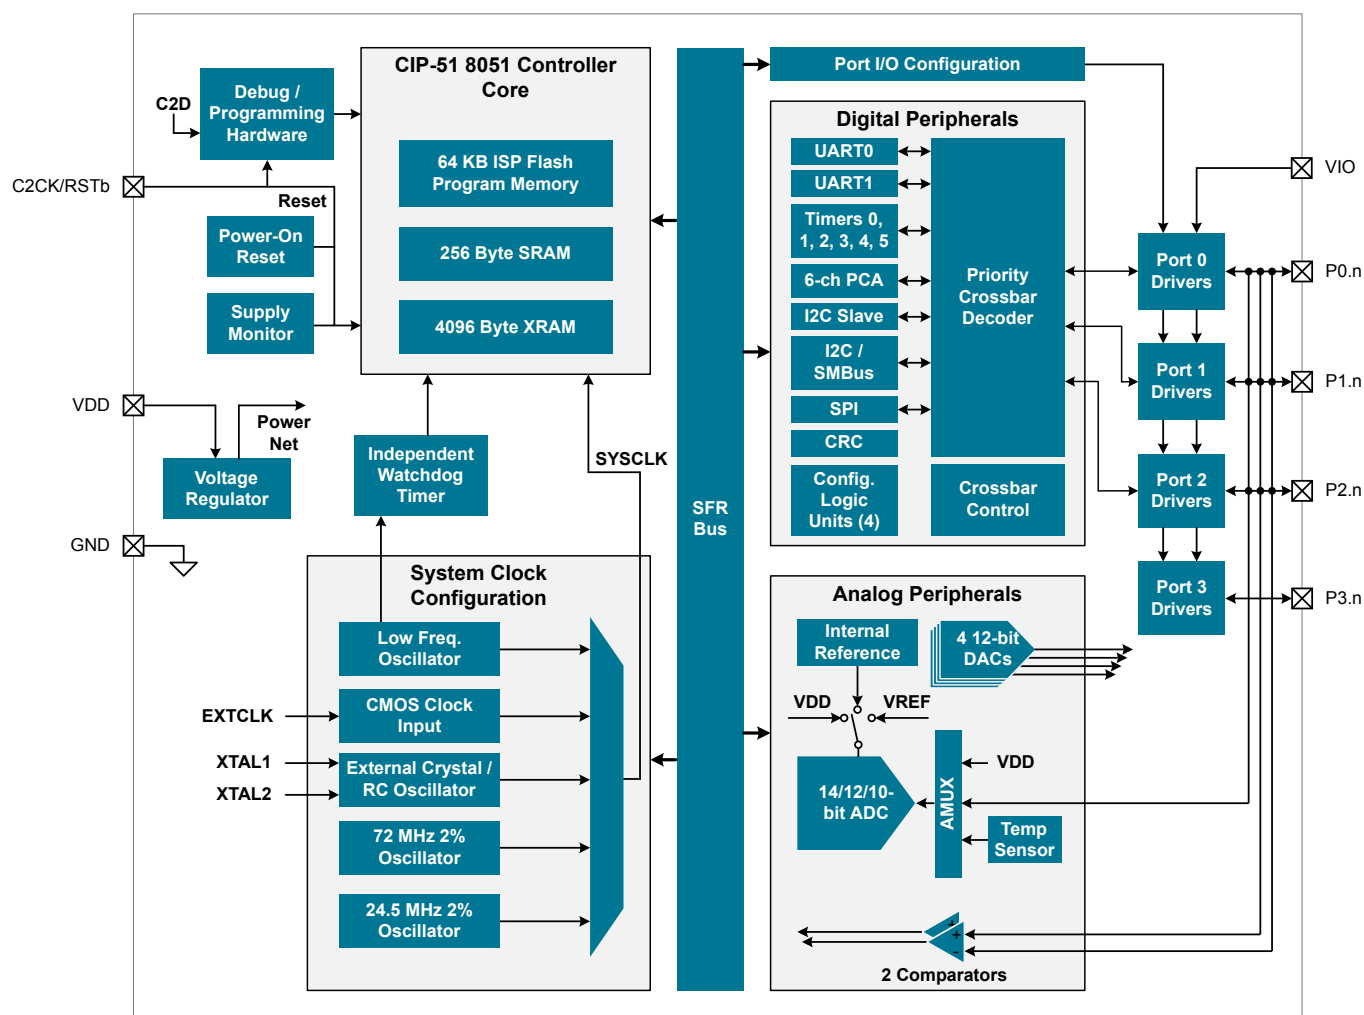 CIP-51 8051 Controller
Core
64 KB ISP Flash
Program Memory
256 Byte SRAM
4096 Byte XRAM
C2D
Debug /
Programming
Hardware
C2CK/RSTb
Reset
Power-On
Reset
Supply
Monitor
VDD
Power
Net
Voltage
Regulator
GND
Independent
Watchdog
Timer
SYSCLK
System Clock
Configuration
Low Freq.
Oscillator
EXTCLK
CMOS Clock
Input
XTAL1
XTAL2
External Crystal /
RC Oscillator
72 MHz 2%
Oscillator
24.5 MHz 2%
Oscillator
SFR
Bus
Port I/O Configuration
Digital Peripherals
UART0
UART1
Timers 0,
1, 2, 3, 4, 5
6-ch PCA
I2C Slave
I2C /
SMBus
SPI
CRC
Config.
Logic
Units (4)
Priority
Crossbar
Decoder
Crossbar
Control
VIO
Port 0
Drivers
P0.n
Port 1
Drivers
P1.n
Port 2
Drivers
P2.n
Port 3
Drivers
P3.n
Analog Peripherals
Internal
Reference
4 12-bit
DACs
VDD
VREF
14/12/10-
bit ADC
AMUX
VDD
Temp
Sensor
+
+
-
2 Comparators